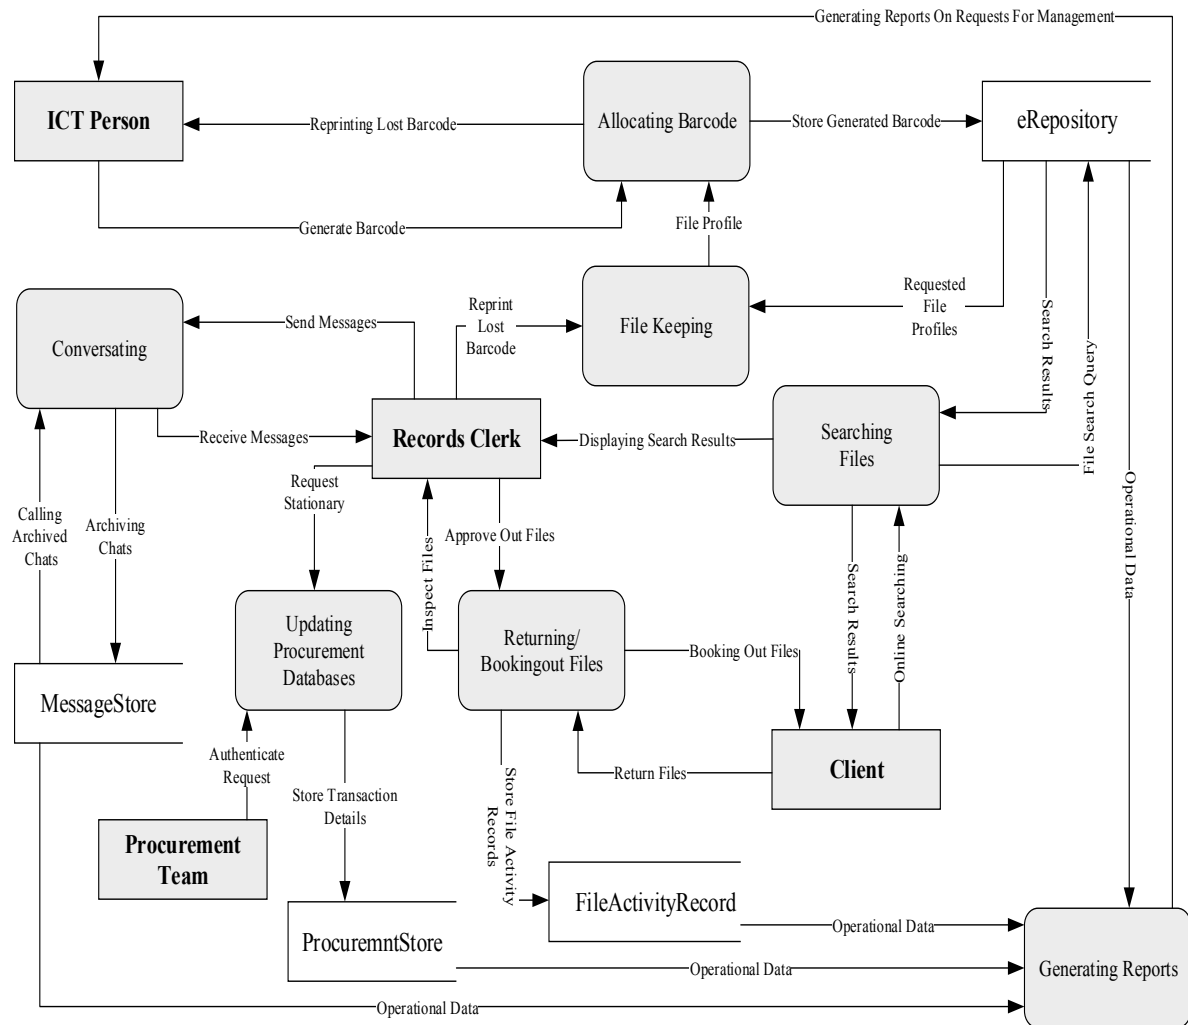 Generating Reports On Requests For Management
ICT Person
Reprinting Lost Barcode
Allocating Barcode
Store Generated Barcode
eRepository
Generate Barcode
File Profile
Requested
File
Profiles
Search Results
File Search Query
Operational Data
Conversating
Send Messages
Reprint
Lost
Barcode
File Keeping
Receive Messages
Records Clerk
Displaying Search Results
Searching
Files
Calling
Archived
Chats
Archiving
Chats
Request
Stationary
Inspect Files
Approve Out Files
Search Results
Online Searching
Updating
Procurement
Databases
Returning/
Bookingout Files
Booking Out Files
MessageStore
Authenticate
Request
Return Files
Client
Store Transaction
Details
Store File Activity
Records
Procurement
Team
FileActivityRecord
Operational Data
ProcuremntStore
Operational Data
Generating Reports
Operational Data